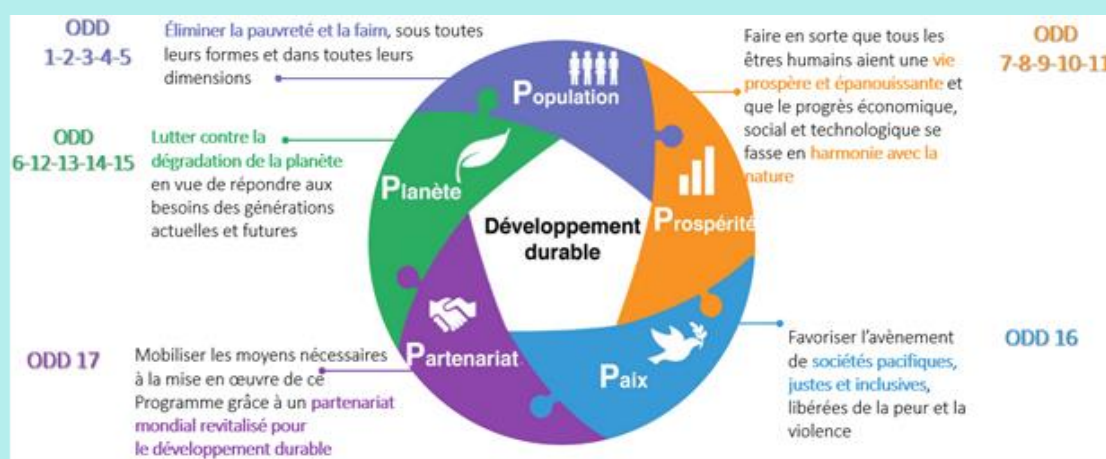 ODD
1-2-3-4-5
Éliminer la pauvreté et la faim, sous toutes
leurs formes et dans toutes leurs
dimensions
Population
Faire en sorte que tous les
êtres humains aient une vie
prospère et épanouissante et
que le progrès économique,
social et technologique se
fasse en harmonie avec la
nature
ODD
7-8-9-10-11
ODD
6-12-13-14-15
Lutter contre la
dégradation de la planète
en vue de répondre aux
besoins des générations
actuelles et futures
Planète
Développement
durable
Prospérité
ODD 17
Mobiliser les moyens nécessaires
à la mise en œuvre de ce
Programme grâce à un partenariat
mondial revitalisé pour
le développement durable
Partenariat
Paix
Favoriser l'avènement
de sociétés pacifiques,
justes et inclusives,
libérées de la peur et la
violence
ODD 16